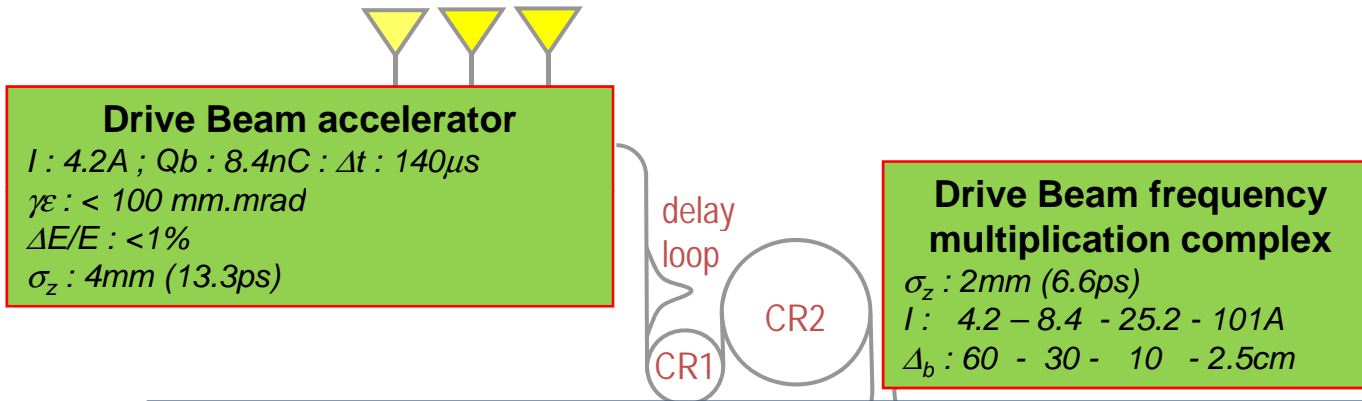 Drive Beam accelerator
I : 4.2A ; Qb : 8.4nC : Δt : 140μs
γε : < 100 mm.mrad
ΔE/E : <1%
σz : 4mm (13.3ps)
delay
loop
CR1
CR2
Drive Beam frequency
multiplication complex
σz : 2mm (6.6ps)
I : 4.2 – 8.4 - 25.2 - 101A
Δb : 60 - 30 - 10 - 2.5cm